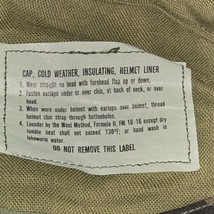 CAP, COLD WEATHER, INSULATING, HELMET LINER
1. Wear straight on head with forehead flap up or down.
2. Fasten earlaps under or over chin, at back of neck, or over
head.
3. When worn under helmet with earlaps over helmet, thread
helmet chin strap through buttonholes.
4. Launder by the Wool Method, Formula II, FM 10-16 except dry
tumble heat shall not exceed 130°F; or hand wash in
lukewarm water.
TO NOT REMOVE THIS LABEL